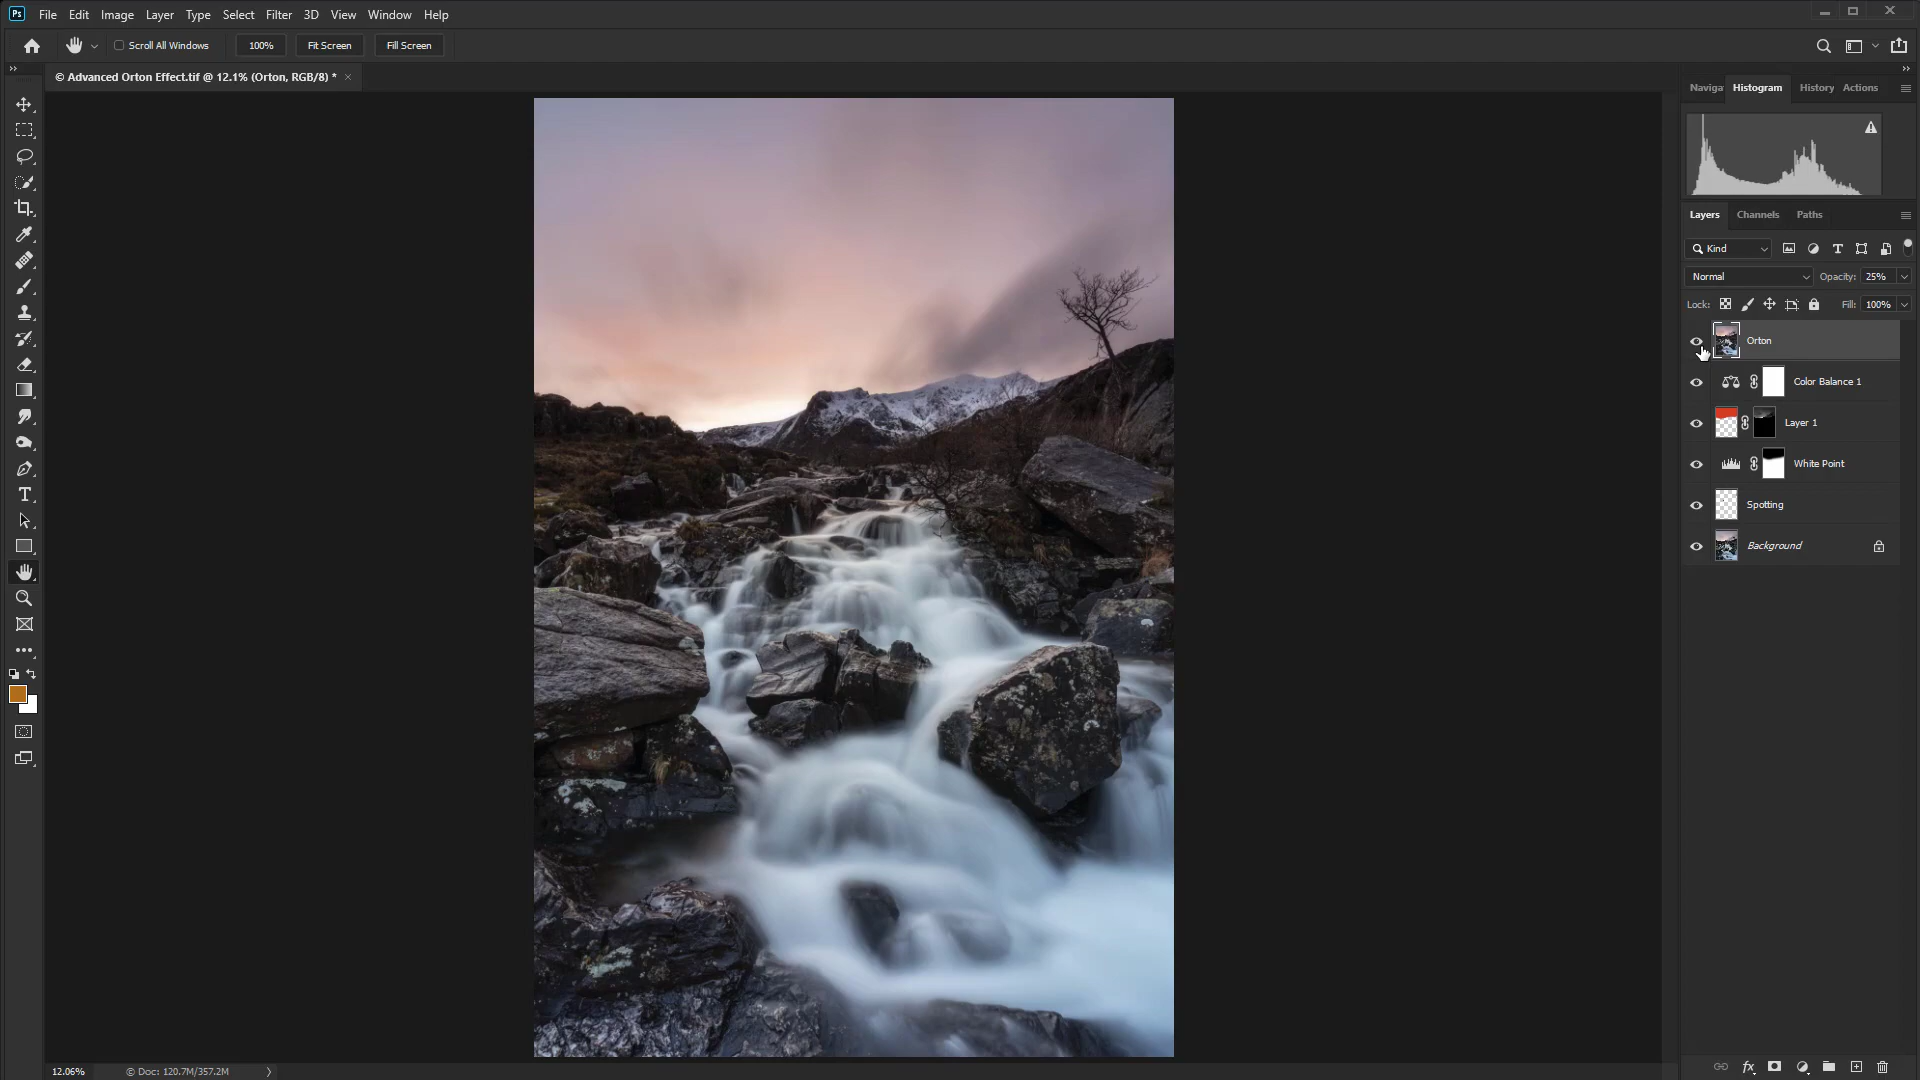 Ps File Edit Image Layer Type Select Filter 3D View Window Help
Scroll All Windows 100% Fit Screen Fill Screen
© Advanced Orton Effect.tif @ 12.1% (Orton, RGB/8) * ×
Naviga Histogram History Actions
Layers Channels Paths
Kind
Normal Opacity: 25%
Lock: Fill: 100%
Orton
Color Balance 1
Layer 1
White Point
Spotting
Background
12.06% © Doc: 120.7M/357.2M